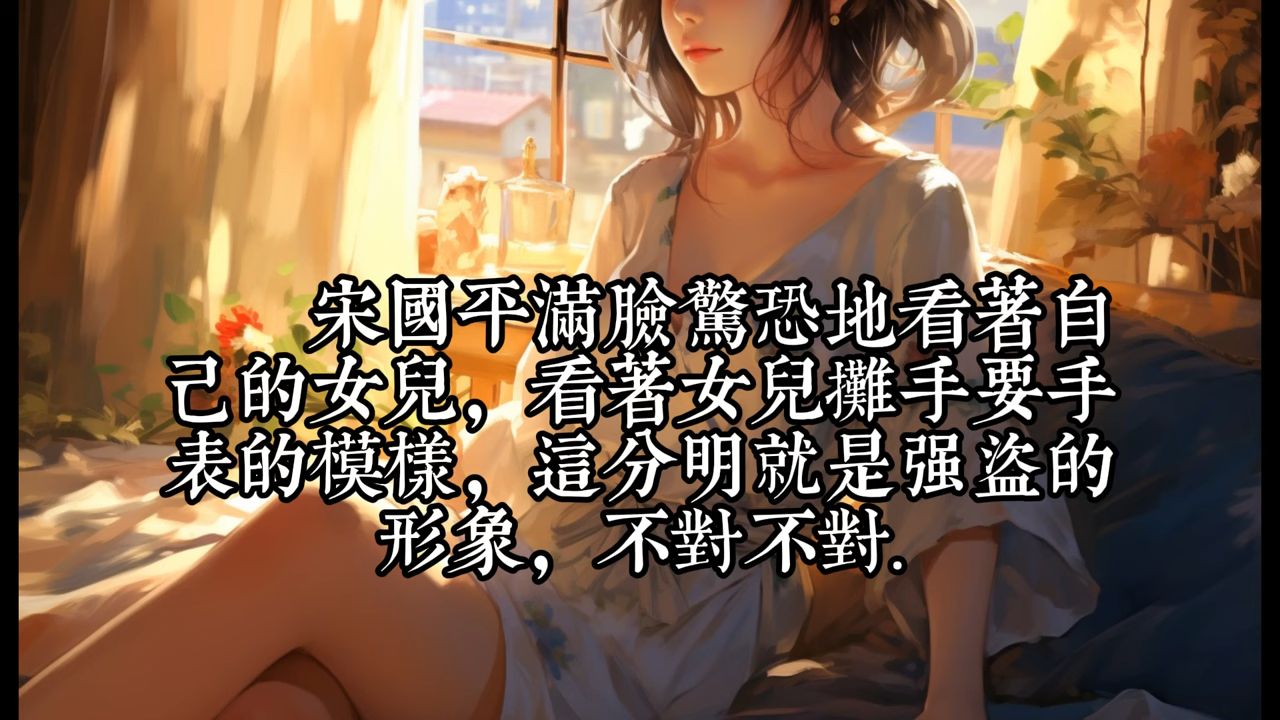 宋國平滿臉驚恐地看著自
己的女兒，看著女兒攤手要手
表的模樣，這分明就是强盜的
形象，不對不對.